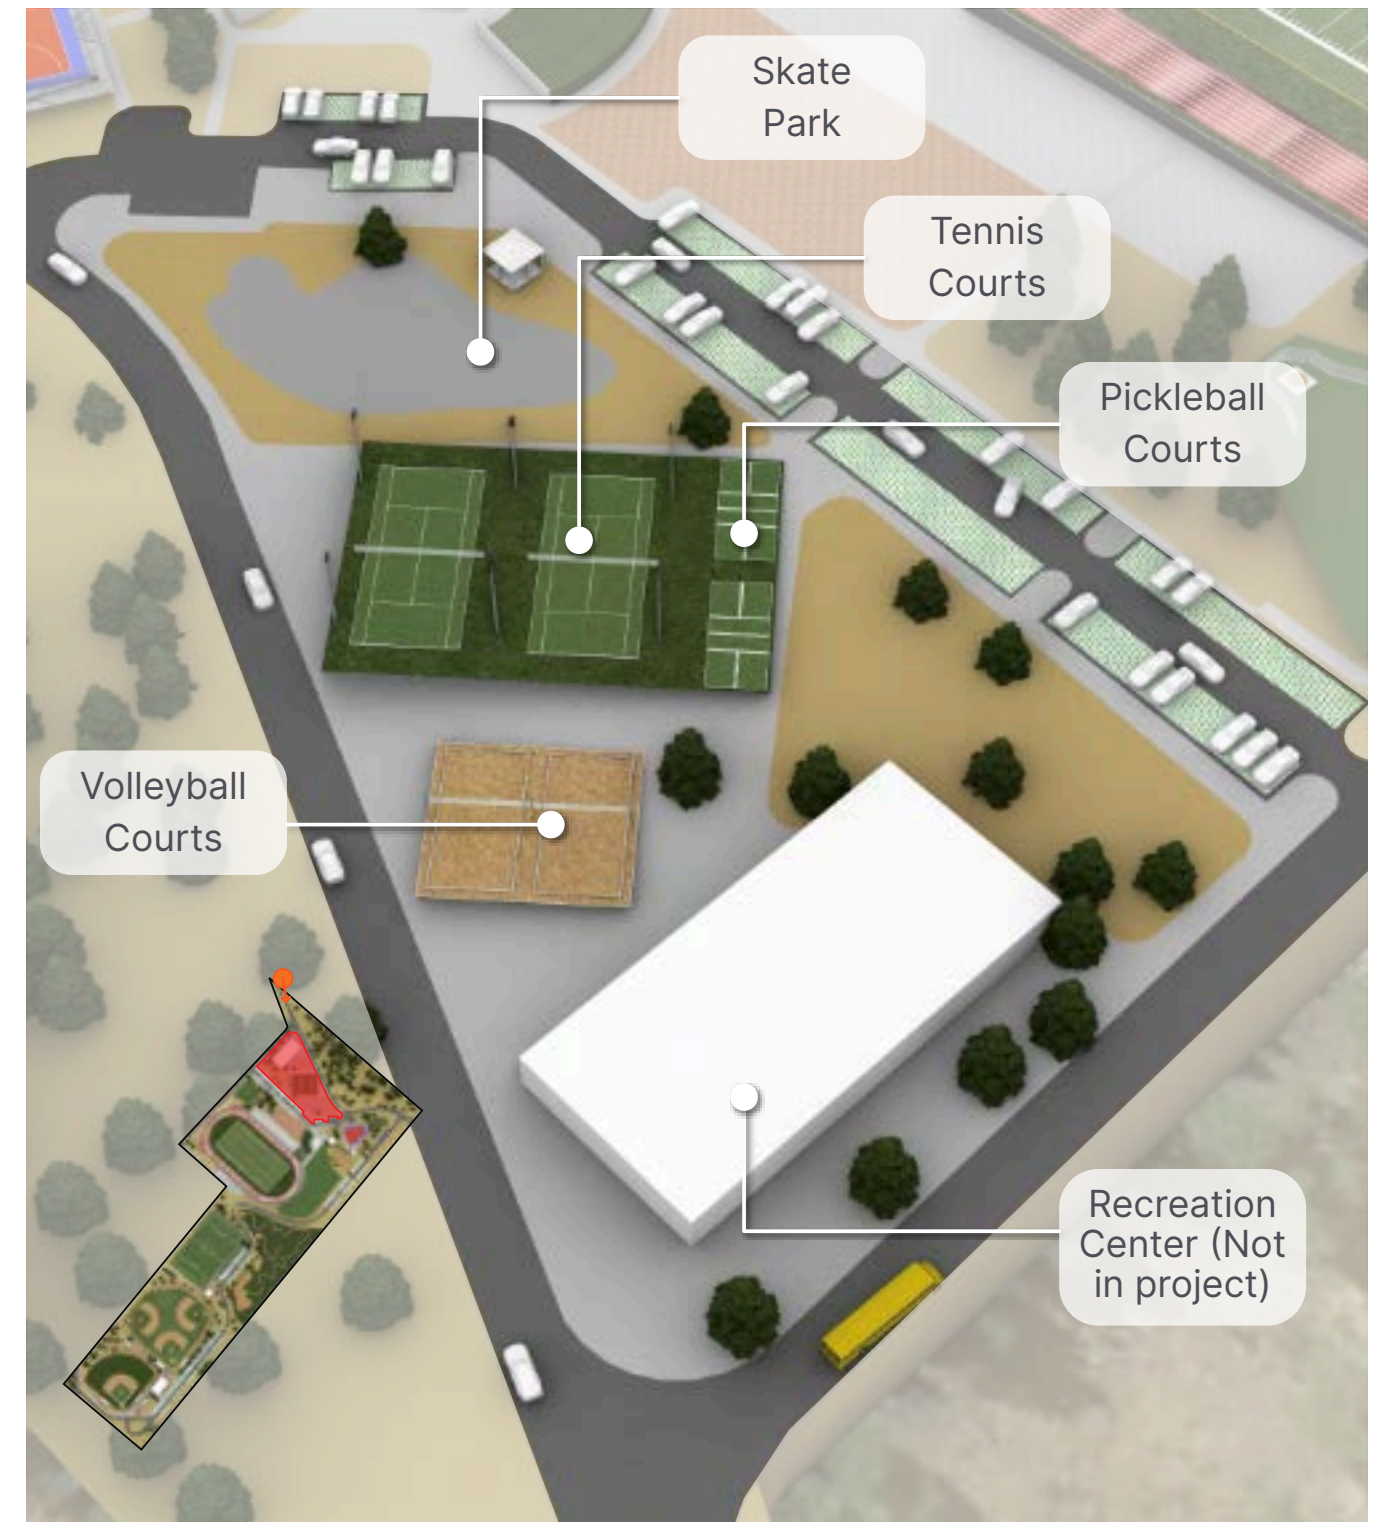 Skate
Park
Tennis
Courts
Pickleball
Courts
Volleyball
Courts
Recreation
Center (Not
in project)